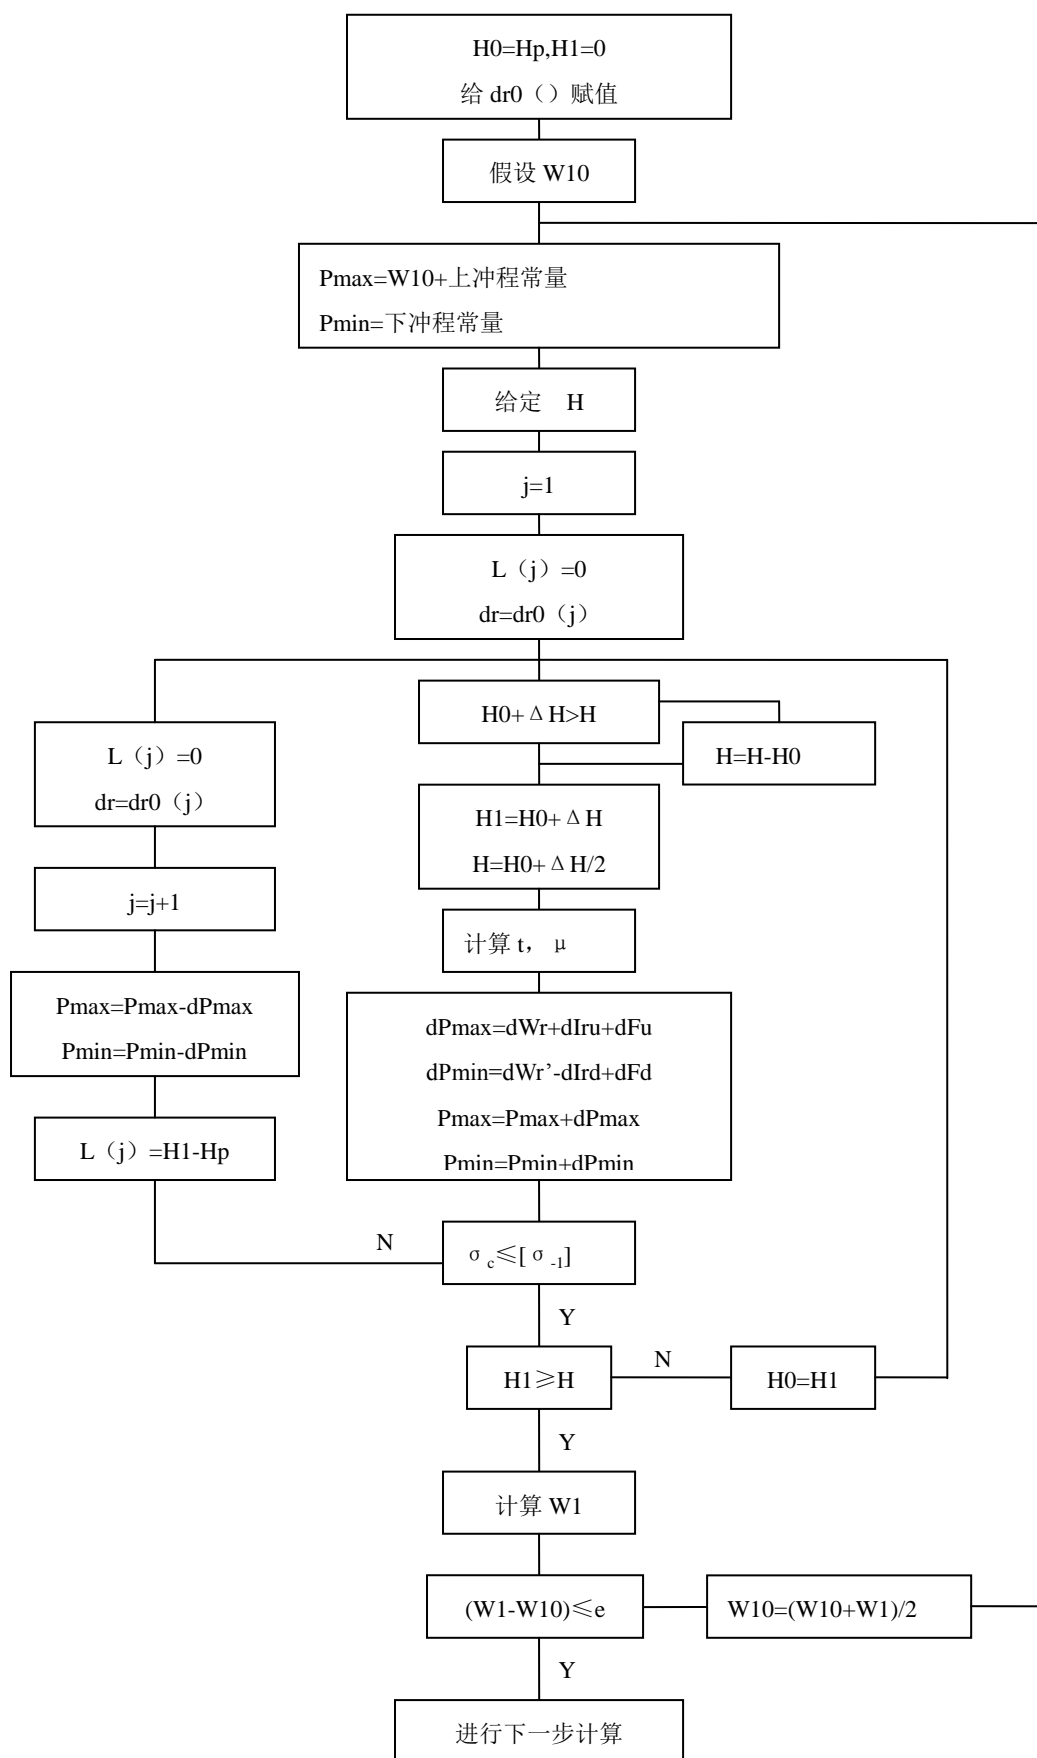 H0=Hp,H1=0
给 dr0（）赋值
假设 W10
Pmax=W10+上冲程常量
Pmin=下冲程常量
给定 H
j=1
L（j）=0
dr=dr0（j）
H0+ΔH>H
H=H-H0
L（j）=0
dr=dr0（j）
H1=H0+ΔH
H=H0+ΔH/2
j=j+1
计算 t， μ
Pmax=Pmax-dPmax
Pmin=Pmin-dPmin
dPmax=dWr+dIru+dFu
dPmin=dWr’-dIrd+dFd
Pmax=Pmax+dPmax
Pmin=Pmin+dPmin
L（j）=H1-Hp
N
σc≤[σ-1]
Y
H1≥H
N
H0=H1
Y
计算 W1
(W1-W10)≤e
W10=(W10+W1)/2
Y
进行下一步计算